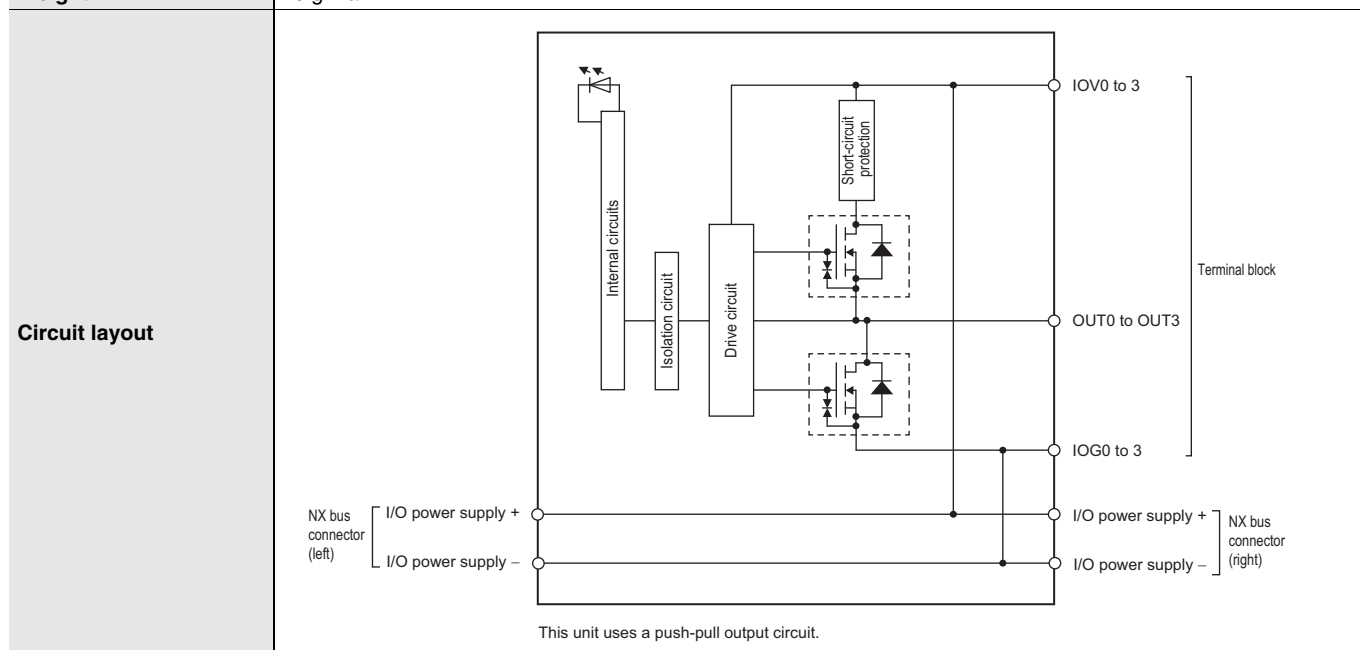 Circuit layout
IOV0 to 3
Short-circuit
protection
Internal circuits
Isolation circuit
Drive circuit
Terminal block
OUT0 to OUT3
IOG0 to 3
NX bus
connector
(left)
I/O power supply +
I/O power supply −
I/O power supply +
I/O power supply −
NX bus
connector
(right)
This unit uses a push-pull output circuit.